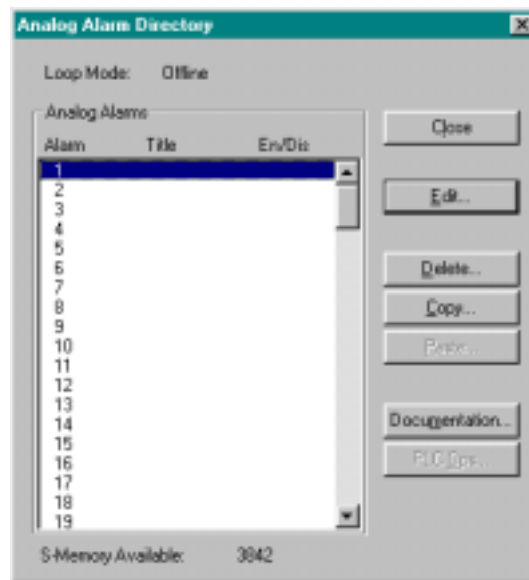 Analog Alarm Directory
Loop Mode: Offline
Analog Alarms
Alarm Title En/Dis
1
2
3
4
5
6
7
8
9
10
11
12
13
14
15
16
17
18
19
Close
Edit...
Delete...
Copy...
Paste...
Documentation...
PLC Ops...
S-Memory Available: 3842